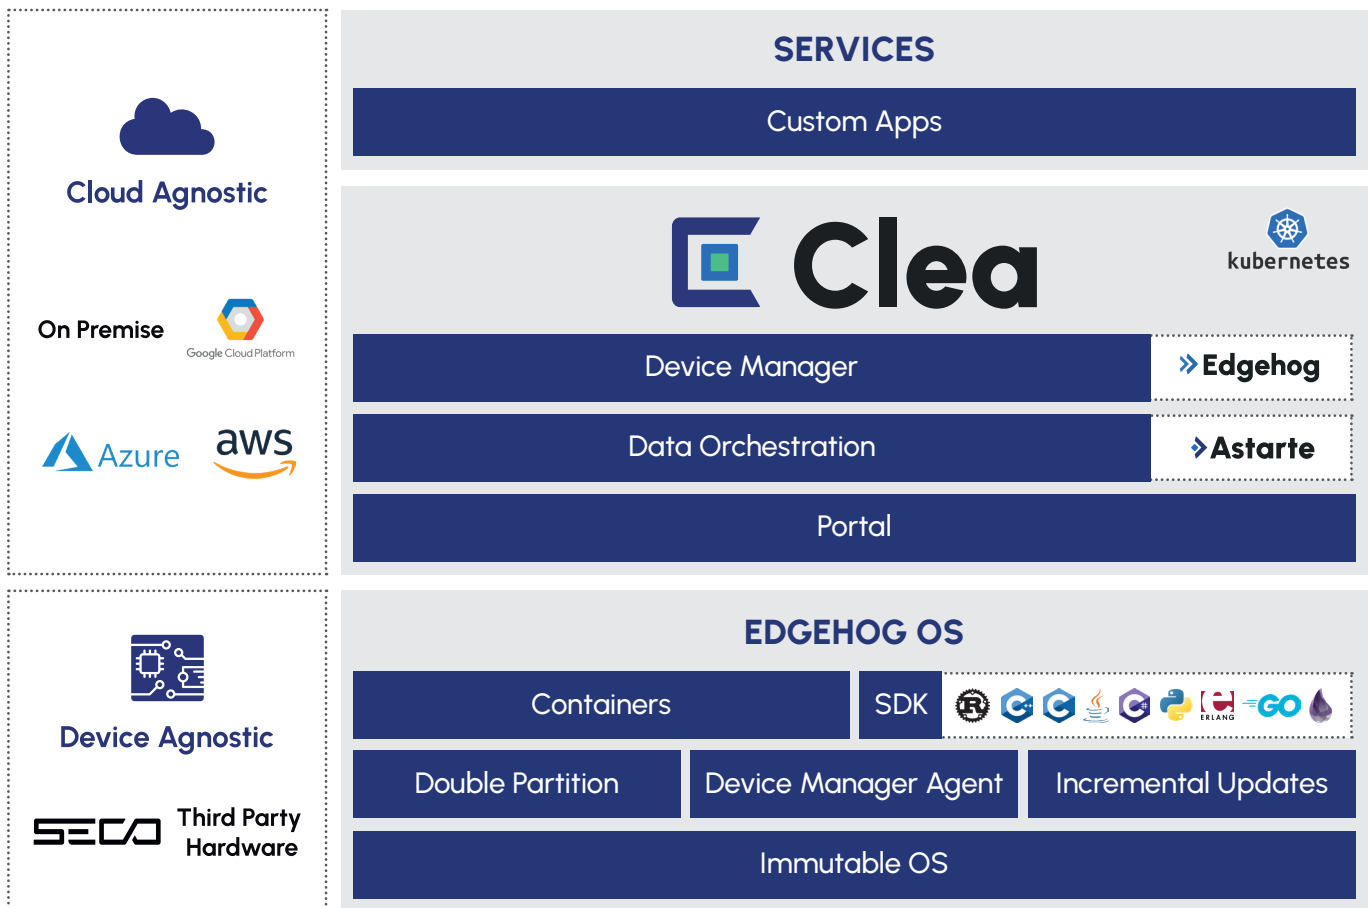 Cloud Agnostic
On Premise
Google Cloud Platform
Azure
aws
SERVICES
Custom Apps
Clea
kubernetes
Device Manager
Edgehog
Data Orchestration
Astarte
Portal
Device Agnostic
SECO
Third Party
Hardware
EDGEHOG OS
Containers
SDK
R
C++
C
Java
C#
ERLANG
GO
Double Partition
Device Manager Agent
Incremental Updates
Immutable OS